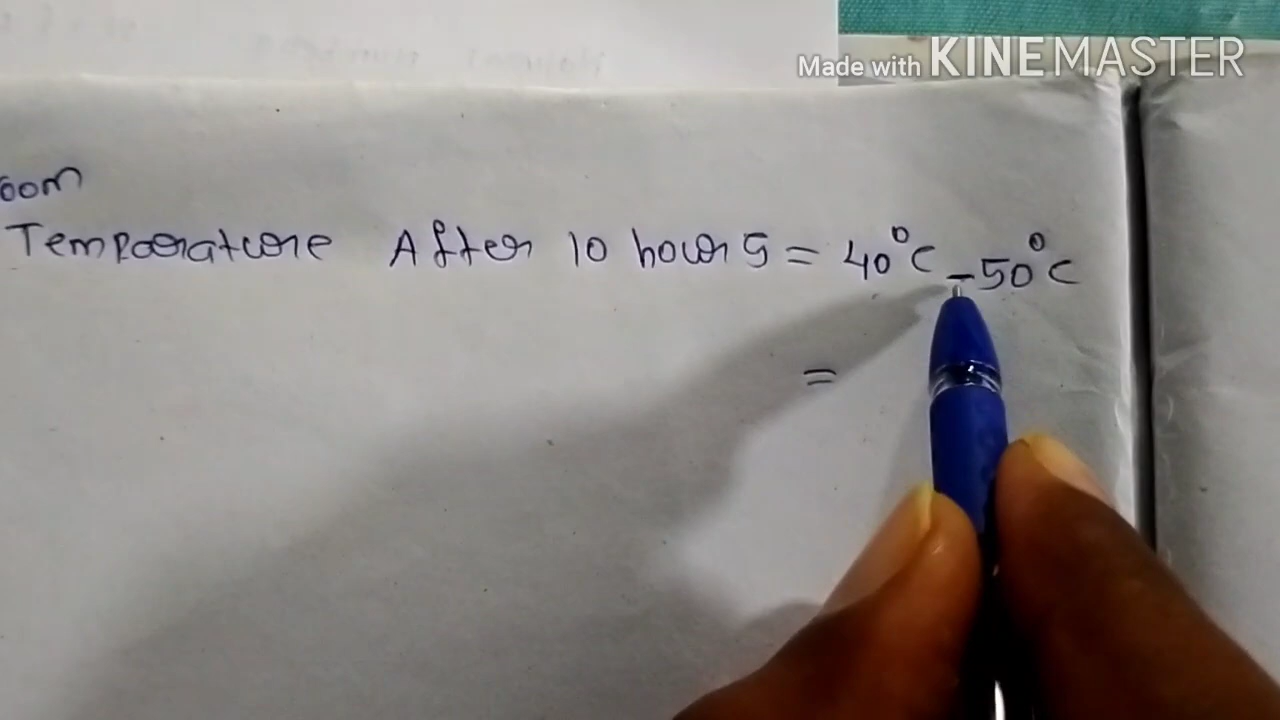 Made with KINEMASTER
oom
Temperature After 10 hours = 40°C -50°C
=